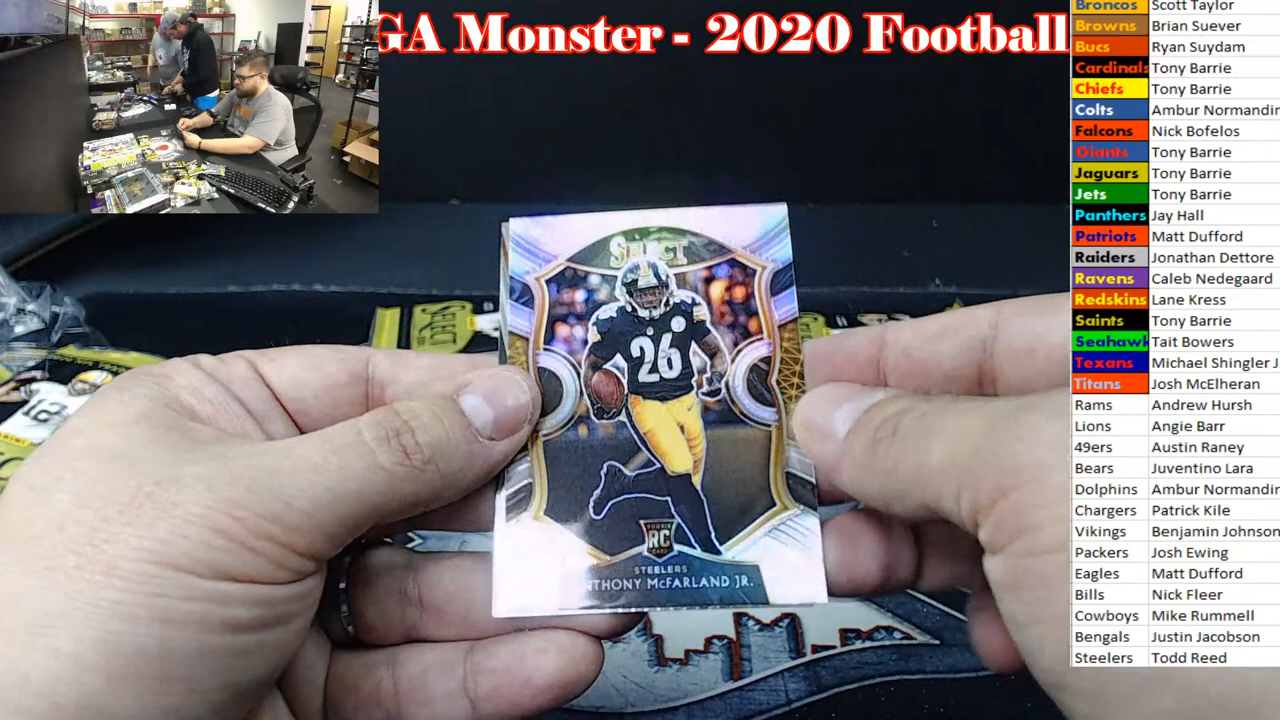 GA Monster - 2020 Football
Broncos Scott Taylor
Browns Brian Suever
Bucs Ryan Suydam
Cardinals Tony Barrie
Chiefs Tony Barrie
Colts Ambur Normandin
Falcons Nick Bofelos
Giants Tony Barrie
Jaguars Tony Barrie
Jets Tony Barrie
Panthers Jay Hall
Patriots Matt Dufford
Raiders Jonathan Dettore
Ravens Caleb Nedegaard
Redskins Lane Kress
Saints Tony Barrie
Seahawk Tait Bowers
Texans Michael Shingler J
Titans Josh McElheran
Rams Andrew Hursh
Lions Angie Barr
49ers Austin Raney
Bears Juventino Lara
Dolphins Ambur Normandin
Chargers Patrick Kile
Vikings Benjamin Johnson
Packers Josh Ewing
Eagles Matt Dufford
Bills Nick Fleer
Cowboys Mike Rummell
Bengals Justin Jacobson
Steelers Todd Reed
SELECT
26
ROOKIE
RC
CARD
STEELERS
NTHONY McFARLAND JR.
SELECT
12